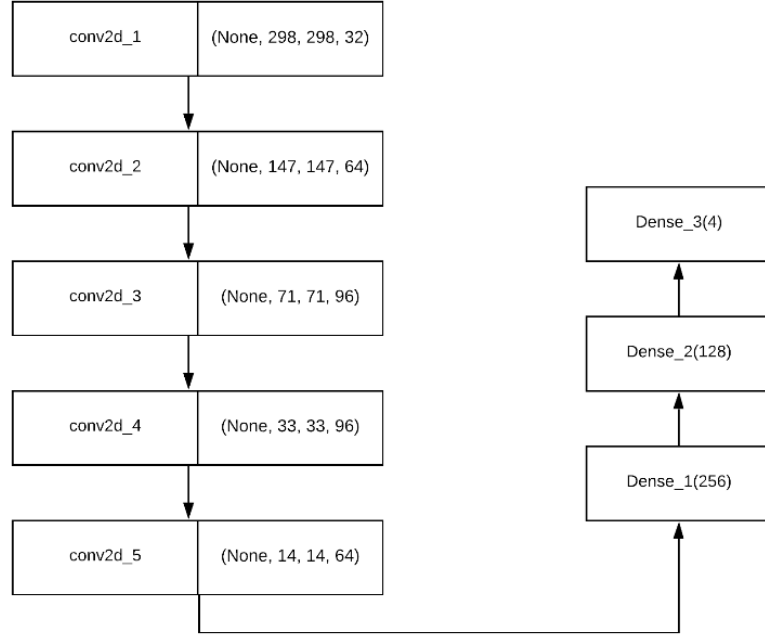 conv2d_1 (None, 298, 298, 32)
conv2d_2 (None, 147, 147, 64)
conv2d_3 (None, 71, 71, 96)
conv2d_4 (None, 33, 33, 96)
conv2d_5 (None, 14, 14, 64)
Dense_3(4)
Dense_2(128)
Dense_1(256)